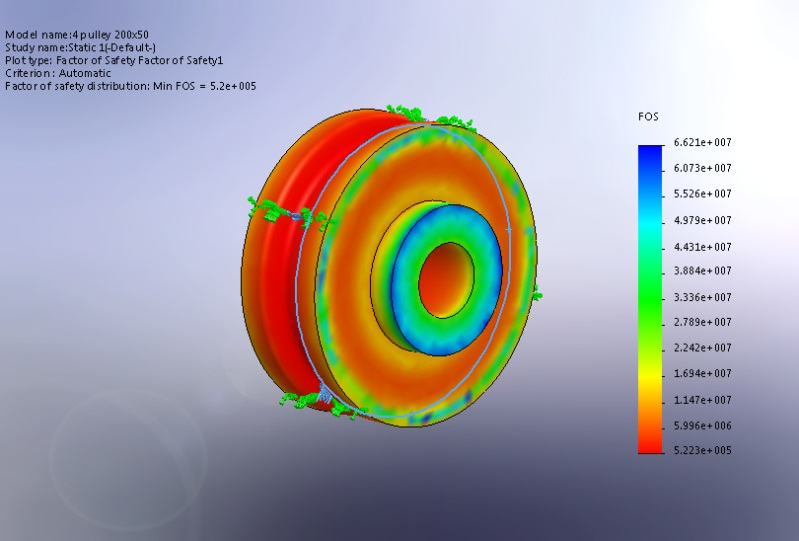 Model name:4 pulley 200x50
Study name:Static 1(-Default-)
Plot type: Factor of Safety Factor of Safety1
Criterion : Automatic
Factor of safety distribution: Min FOS = 5.2e+005
FOS
6.621e+007
6.073e+007
5.526e+007
4.979e+007
4.431e+007
3.884e+007
3.336e+007
2.789e+007
2.242e+007
1.694e+007
1.147e+007
5.996e+006
5.223e+005